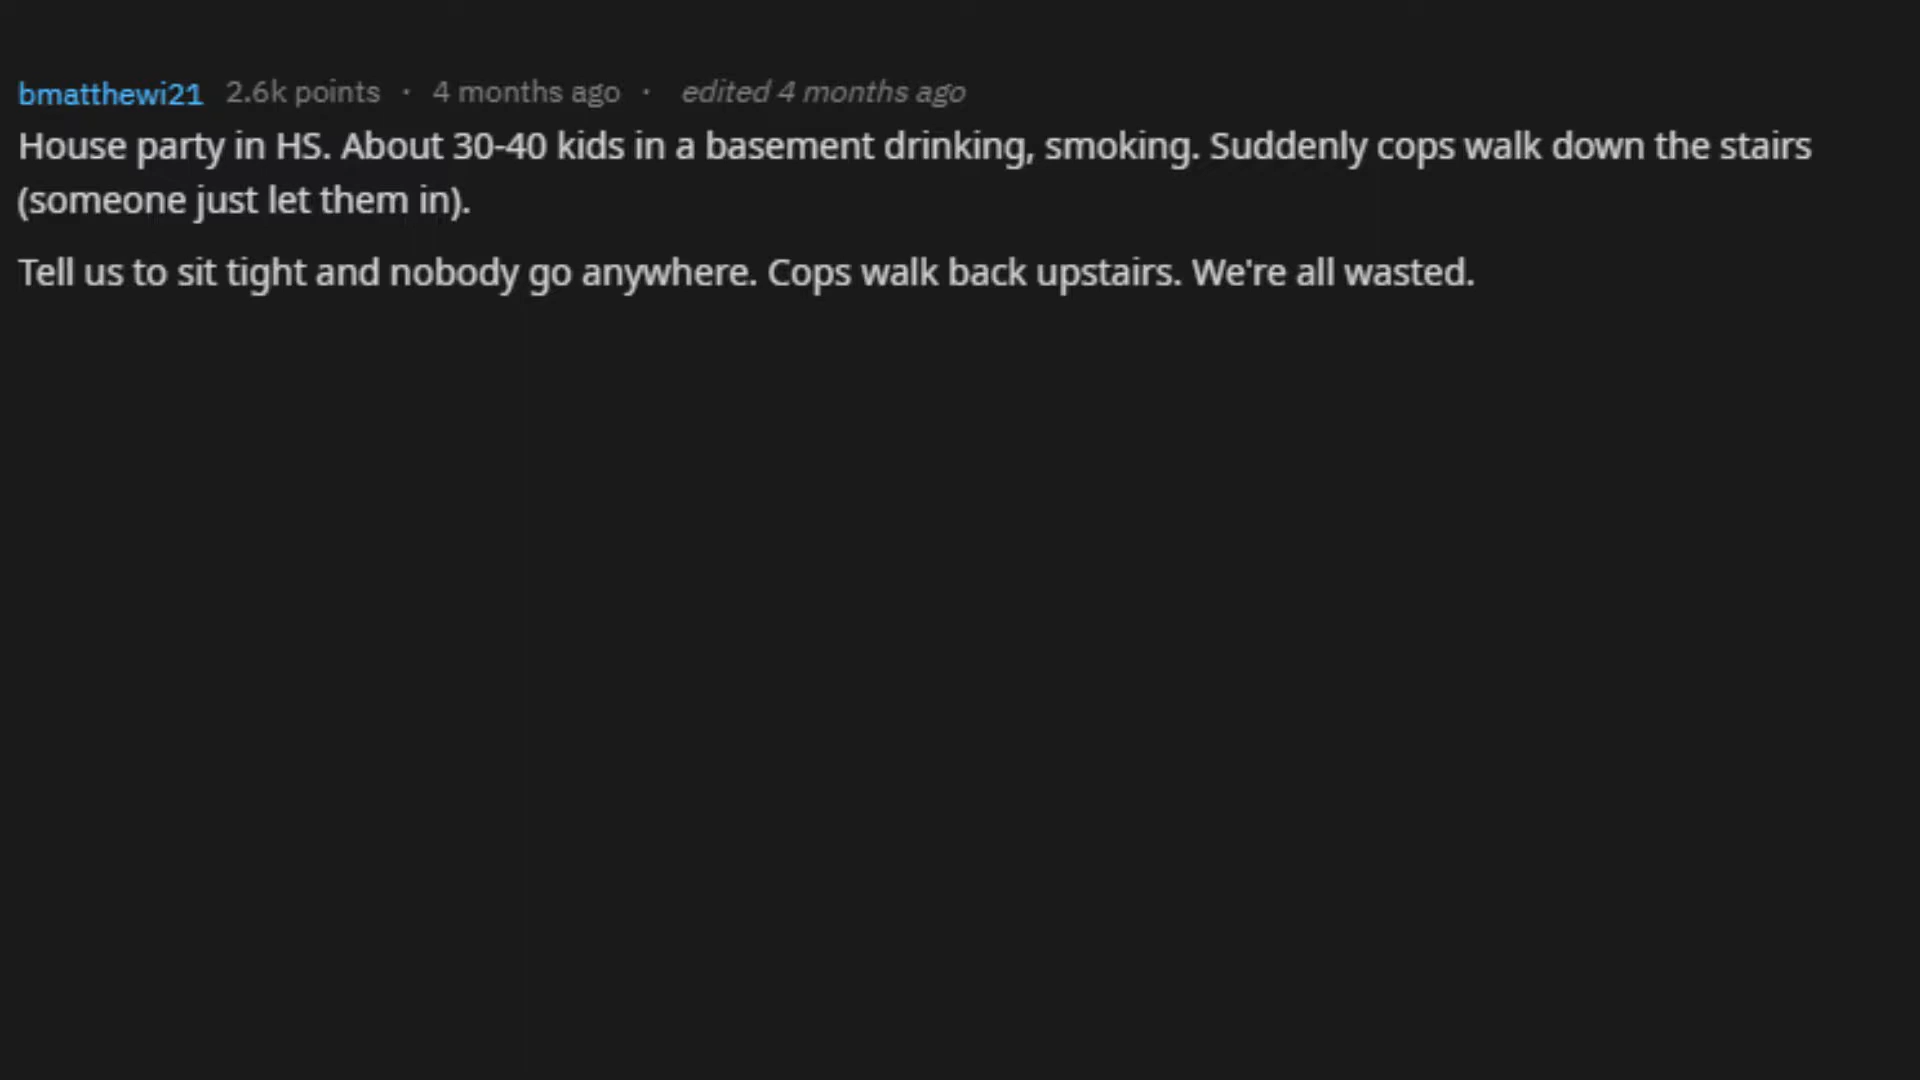 bmatthewi21 2.6k points · 4 months ago · edited 4 months ago
House party in HS. About 30-40 kids in a basement drinking, smoking. Suddenly cops walk down the stairs
(someone just let them in).
Tell us to sit tight and nobody go anywhere. Cops walk back upstairs. We're all wasted.